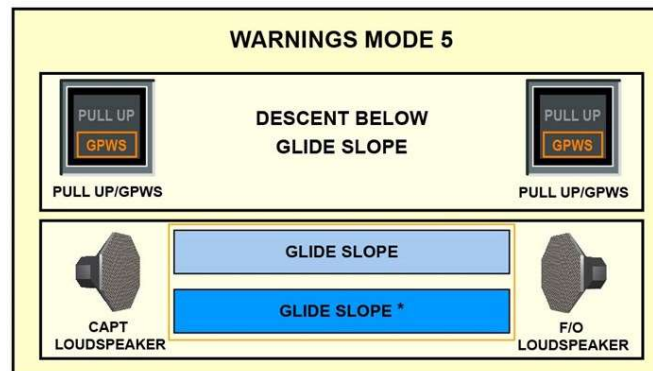 WARNINGS MODE 5
PULL UP
GPWS
PULL UP/GPWS
DESCENT BELOW
GLIDE SLOPE
PULL UP
GPWS
PULL UP/GPWS
CAPT
LOUDSPEAKER
GLIDE SLOPE
GLIDE SLOPE *
F/O
LOUDSPEAKER